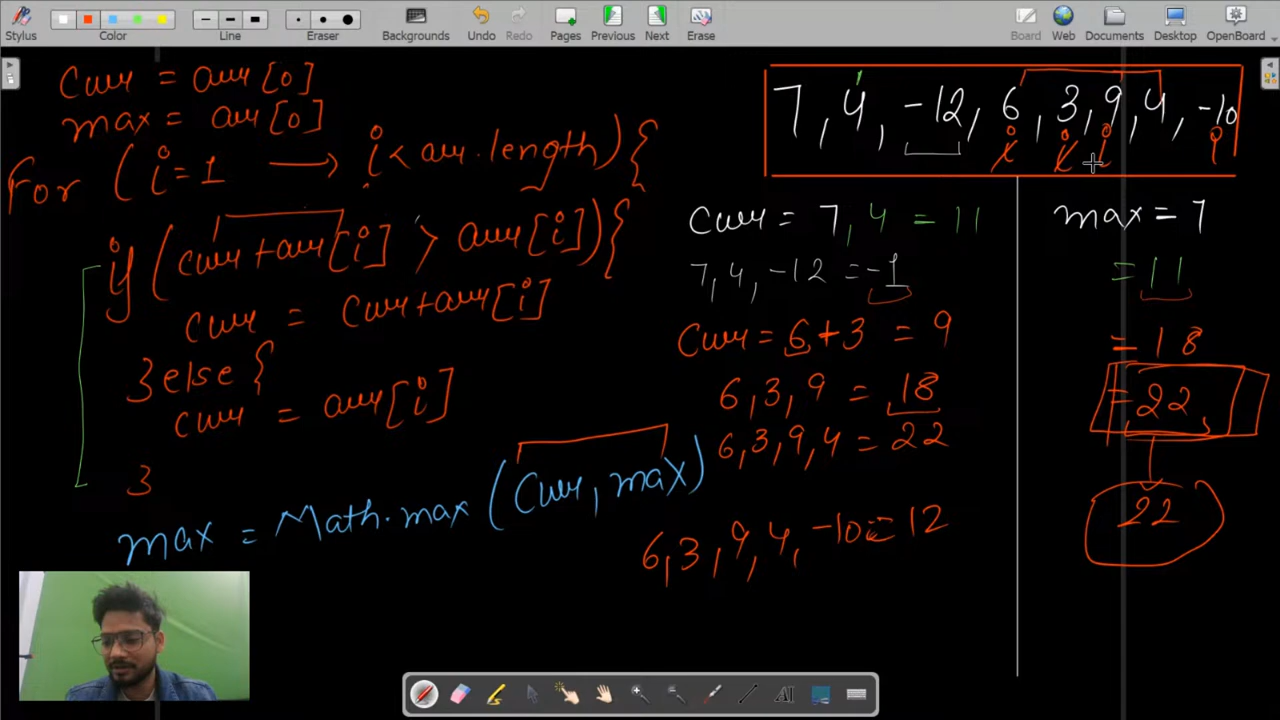 Stylus
Color
Line
Eraser
Backgrounds
Undo
Redo
Pages
Previous
Next
Erase
Board
Web
Documents
Desktop
OpenBoard
curr = arr[0]
max = arr[0]
For (i=1 → i < arr.length){
if (curr+arr[i] > arr[i]){
curr = curr+arr[i]
}else{
curr = arr[i]
}
max = Math.max (curr, max)
7, 4, -12, 6, 3, 9, 4, -10
i i i i
curr = 7, 4 = 11
7, 4, -12 = -1
curr = 6+3 = 9
6, 3, 9 = 18
6, 3, 9, 4 = 22
6, 3, 9, 4, -10 = 12
max = 7
= 11
= 18
= 22
22
AI